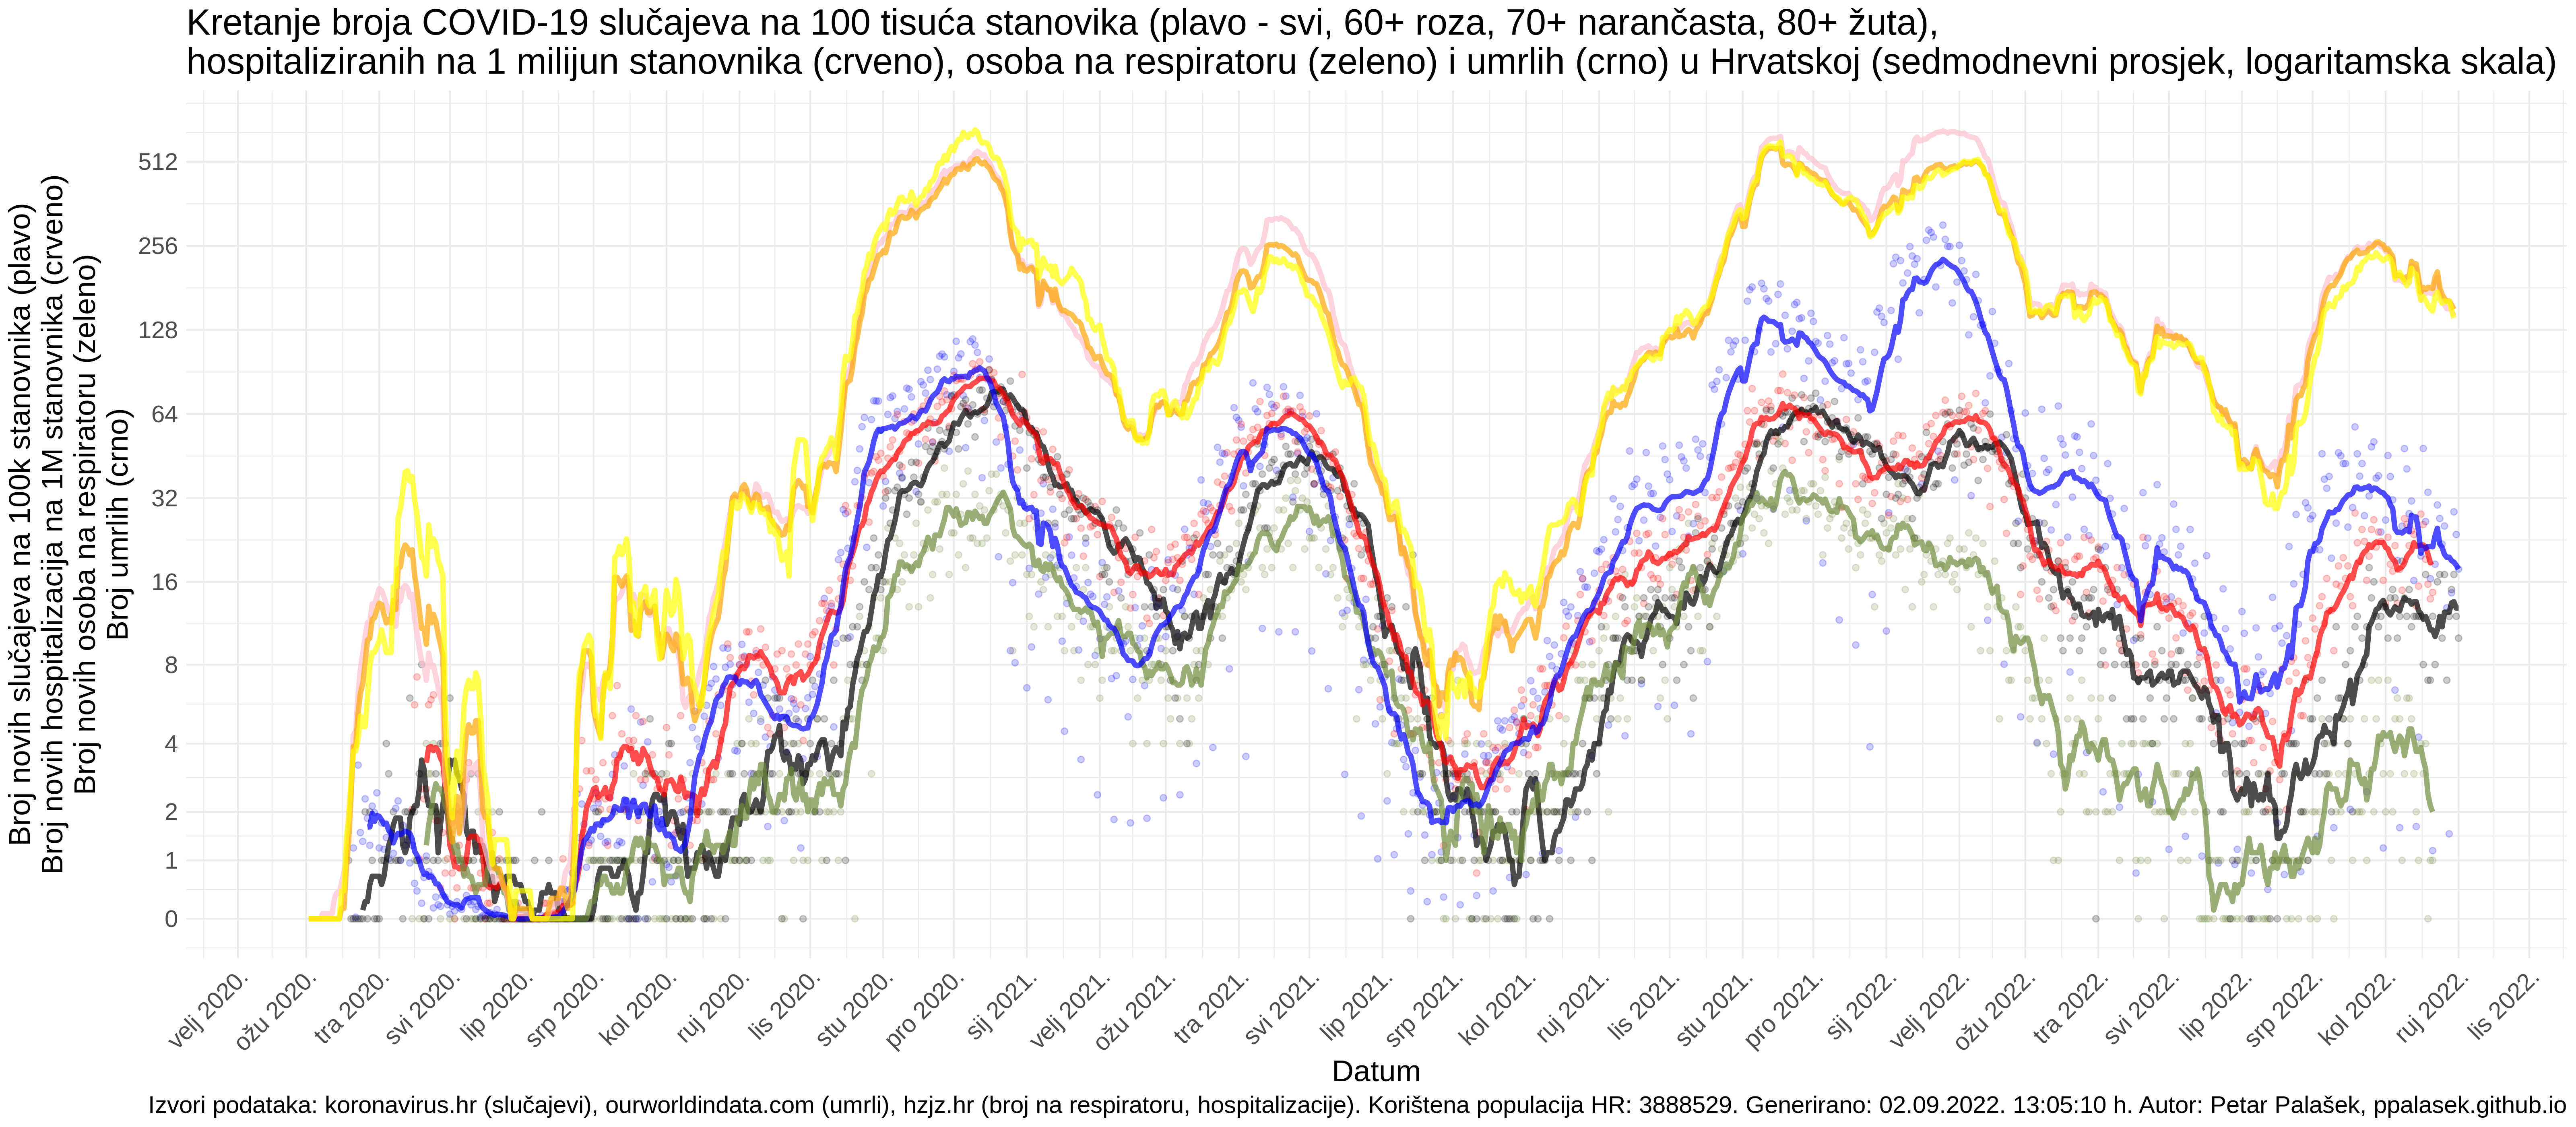 Kretanje broja COVID-19 slučajeva na 100 tisuća stanovika (plavo - svi, 60+ roza, 70+ narančasta, 80+ žuta),
hospitaliziranih na 1 milijun stanovnika (crveno), osoba na respiratoru (zeleno) i umrlih (crno) u Hrvatskoj (sedmodnevni prosjek, logaritamska skala)
Broj novih slučajeva na 100k stanovnika (plavo)
Broj novih hospitalizacija na 1M stanovnika (crveno)
Broj novih osoba na respiratoru (zeleno)
Broj umrlih (crno)
512
256
128
64
32
16
8
4
2
1
0
velj 2020.
ožu 2020.
tra 2020.
svi 2020.
lip 2020.
srp 2020.
kol 2020.
ruj 2020.
lis 2020.
stu 2020.
pro 2020.
sij 2021.
velj 2021.
ožu 2021.
tra 2021.
svi 2021.
lip 2021.
srp 2021.
kol 2021.
ruj 2021.
lis 2021.
stu 2021.
pro 2021.
sij 2022.
velj 2022.
ožu 2022.
tra 2022.
svi 2022.
lip 2022.
srp 2022.
kol 2022.
ruj 2022.
lis 2022.
Datum
Izvori podataka: koronavirus.hr (slučajevi), ourworldindata.com (umrli), hzjz.hr (broj na respiratoru, hospitalizacije). Korištena populacija HR: 3888529. Generirano: 02.09.2022. 13:05:10 h. Autor: Petar Palašek, ppalasek.github.io